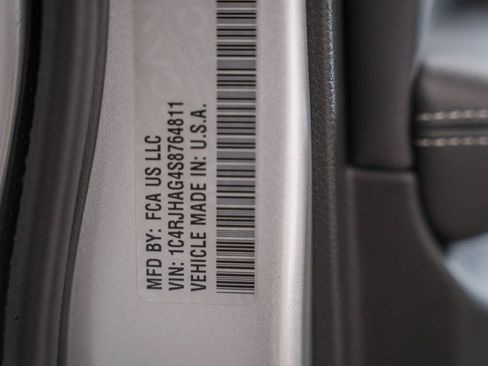 MFD BY: FCA US LLC
VIN: 1C4RJHAG4S8764811
VEHICLE MADE IN: U.S.A.